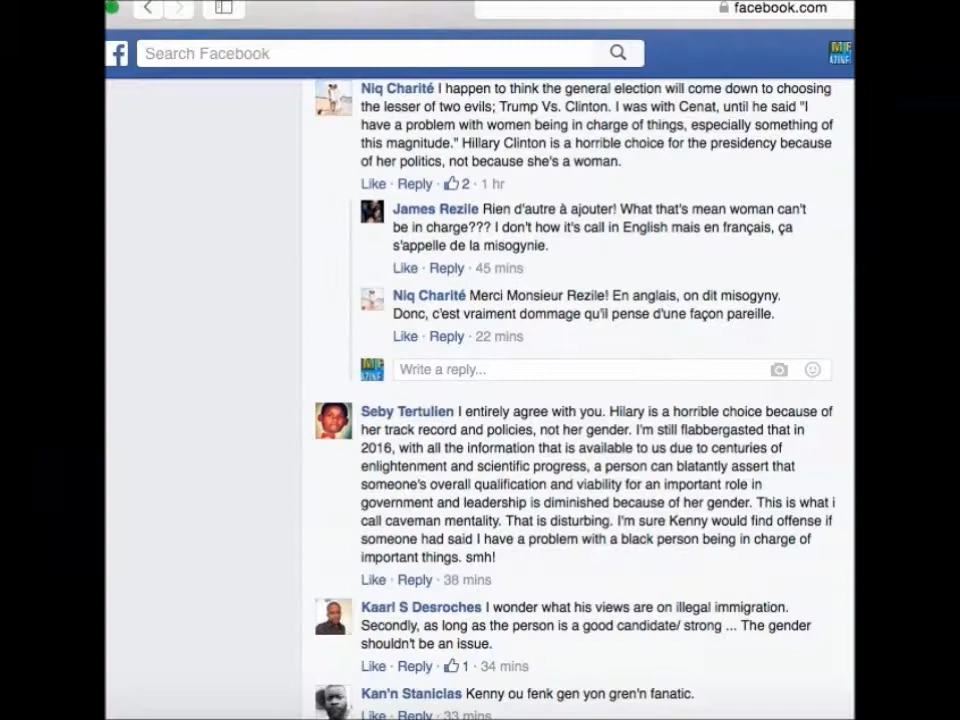 facebook.com
f Search Facebook
Niq Charité I happen to think the general election will come down to choosing
the lesser of two evils; Trump Vs. Clinton. I was with Cenat, until he said "I
have a problem with women being in charge of things, especially something of
this magnitude." Hillary Clinton is a horrible choice for the presidency because
of her politics, not because she's a woman.
Like · Reply · 2 · 1 hr
James Rezile Rien d'autre à ajouter! What that's mean woman can't
be in charge??? I don't how it's call in English mais en français, ça
s'appelle de la misogynie.
Like · Reply · 45 mins
Niq Charité Merci Monsieur Rezile! En anglais, on dit misogyny.
Donc, c'est vraiment dommage qu'il pense d'une façon pareille.
Like · Reply · 22 mins
Write a reply...
Seby Tertulien I entirely agree with you. Hilary is a horrible choice because of
her track record and policies, not her gender. I'm still flabbergasted that in
2016, with all the information that is available to us due to centuries of
enlightenment and scientific progress, a person can blatantly assert that
someone's overall qualification and viability for an important role in
government and leadership is diminished because of her gender. This is what i
call caveman mentality. That is disturbing. I'm sure Kenny would find offense if
someone had said I have a problem with a black person being in charge of
important things. smh!
Like · Reply · 38 mins
Kaarl S Desroches I wonder what his views are on illegal immigration.
Secondly, as long as the person is a good candidate/ strong ... The gender
shouldn't be an issue.
Like · Reply · 1 · 34 mins
Kan'n Staniclas Kenny ou fenk gen yon gren'n fanatic.
Like · Reply · 33 mins